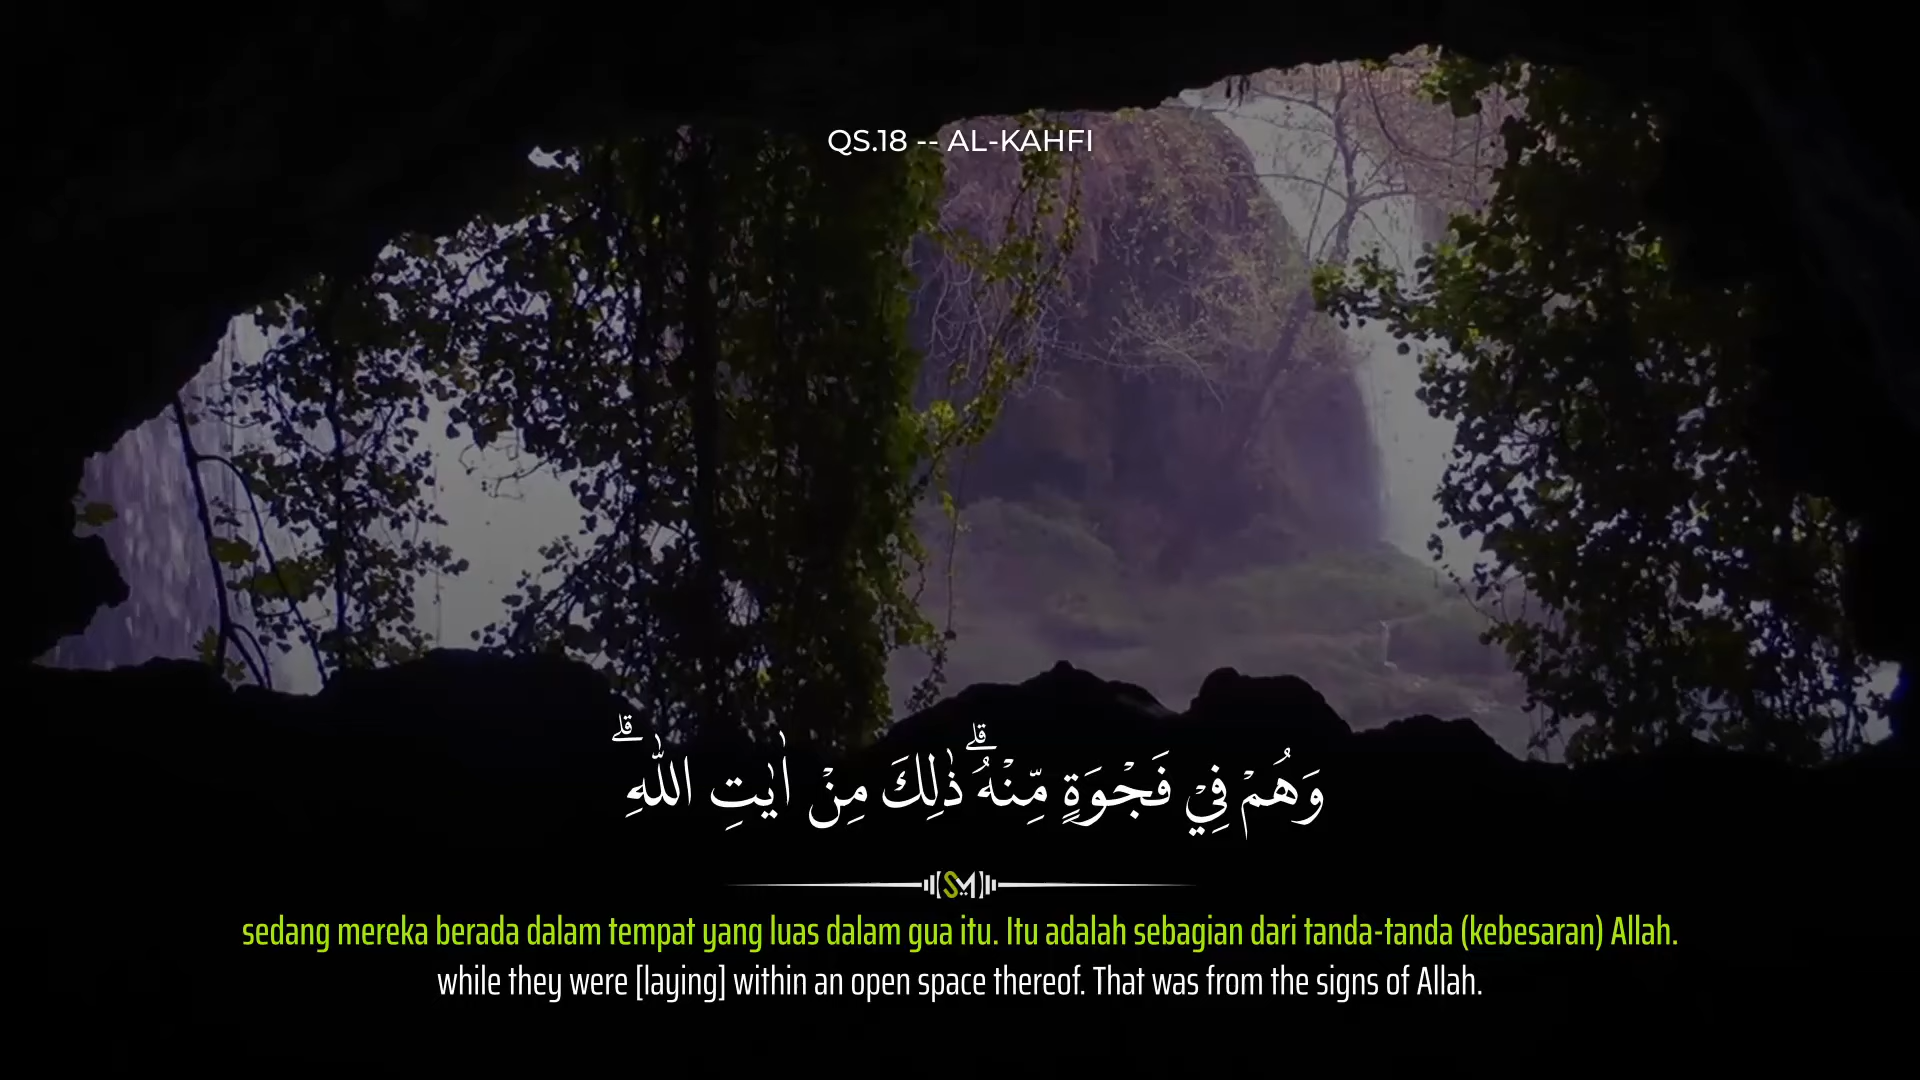 QS.18 -- AL-KAHFI
وَهُمْ فِيْ فَجْوَةٍ مِّنْهُۗ ذٰلِكَ مِنْ اٰيٰتِ اللّٰهِۗ
SM
sedang mereka berada dalam tempat yang luas dalam gua itu. Itu adalah sebagian dari tanda-tanda (kebesaran) Allah.
while they were [laying] within an open space thereof. That was from the signs of Allah.